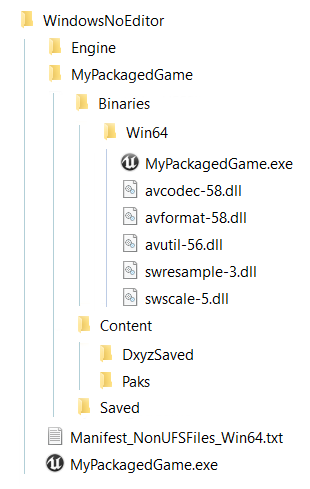 WindowsNoEditor
Engine
MyPackagedGame
Binaries
Win64
MyPackagedGame.exe
avcodec-58.dll
avformat-58.dll
avutil-56.dll
swresample-3.dll
swscale-5.dll
Content
DxyzSaved
Paks
Saved
Manifest_NonUFSFiles_Win64.txt
MyPackagedGame.exe